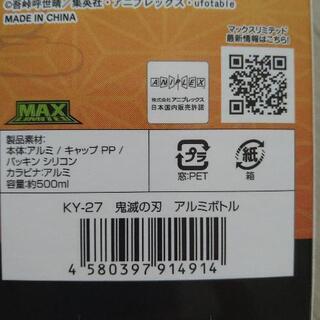 ©吾峠呼世晴／集英社・アニプレックス・ufotable
MADE IN CHINA
マックスリミテッド
最新情報はこちら!
ANIPLEX
株式会社アニプレックス
日本国内販売許諾
MAX
LIMITED
製品素材:
本体:アルミ / キャップ PP /
パッキン シリコン
カラビナ:アルミ
容量:約500ml
プラ
窓:PET
紙
箱
KY-27 鬼滅の刃 アルミボトル
4 580397 914914